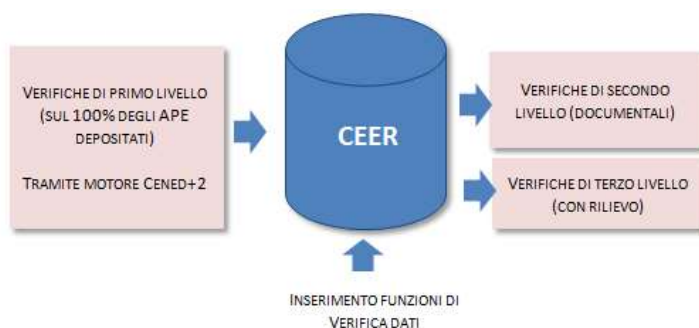 VERIFICHE DI PRIMO LIVELLO
(SUL 100% DEGLI APE
DEPOSITATI)
TRAMITE MOTORE CENED+2
CEER
VERIFICHE DI SECONDO
LIVELLO (DOCUMENTALI)
VERIFICHE DI TERZO LIVELLO
(CON RILIEVO)
INSERIMENTO FUNZIONI DI
VERIFICA DATI